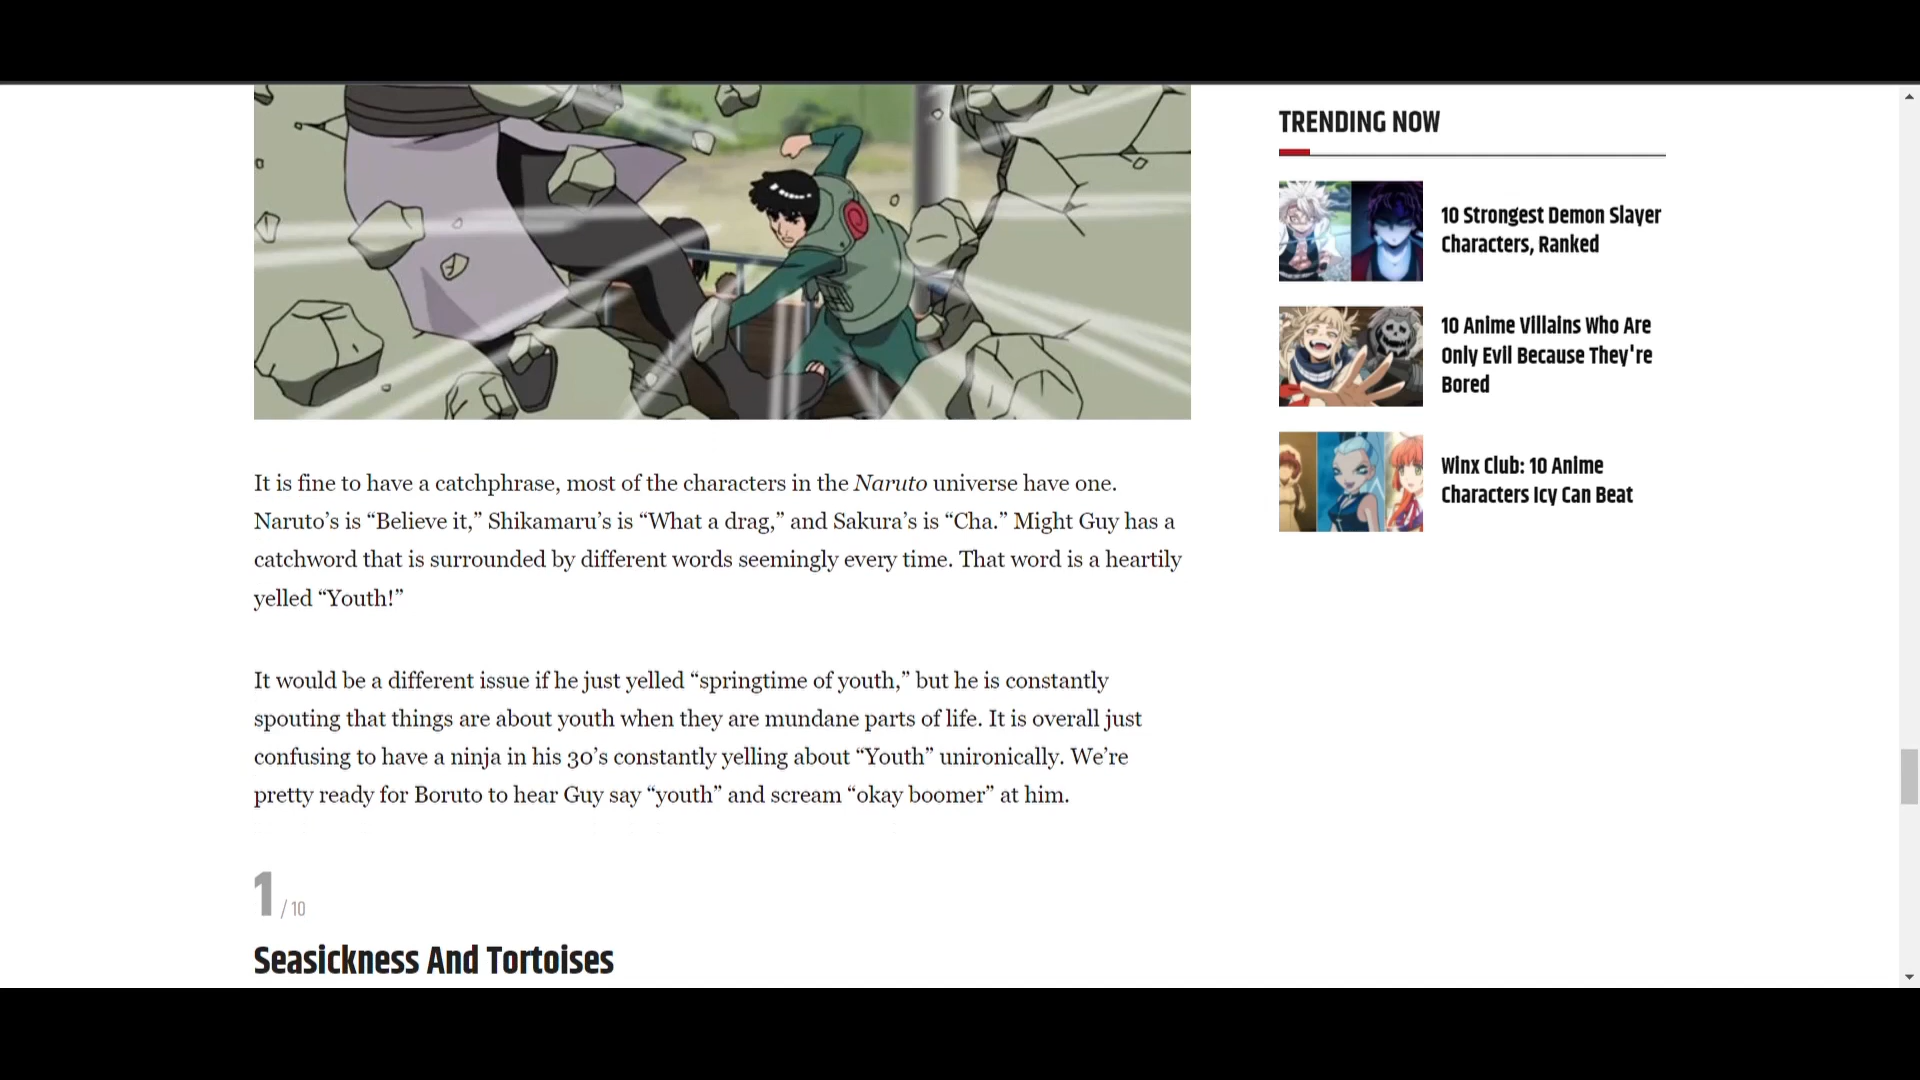 It is fine to have a catchphrase, most of the characters in the Naruto universe have one.
Naruto’s is “Believe it,” Shikamaru’s is “What a drag,” and Sakura’s is “Cha.” Might Guy has a
catchword that is surrounded by different words seemingly every time. That word is a heartily
yelled “Youth!”
It would be a different issue if he just yelled “springtime of youth,” but he is constantly
spouting that things are about youth when they are mundane parts of life. It is overall just
confusing to have a ninja in his 30’s constantly yelling about “Youth” unironically. We’re
pretty ready for Boruto to hear Guy say “youth” and scream “okay boomer” at him.
1 / 10
Seasickness And Tortoises
TRENDING NOW
10 Strongest Demon Slayer
Characters, Ranked
10 Anime Villains Who Are
Only Evil Because They're
Bored
Winx Club: 10 Anime
Characters Icy Can Beat